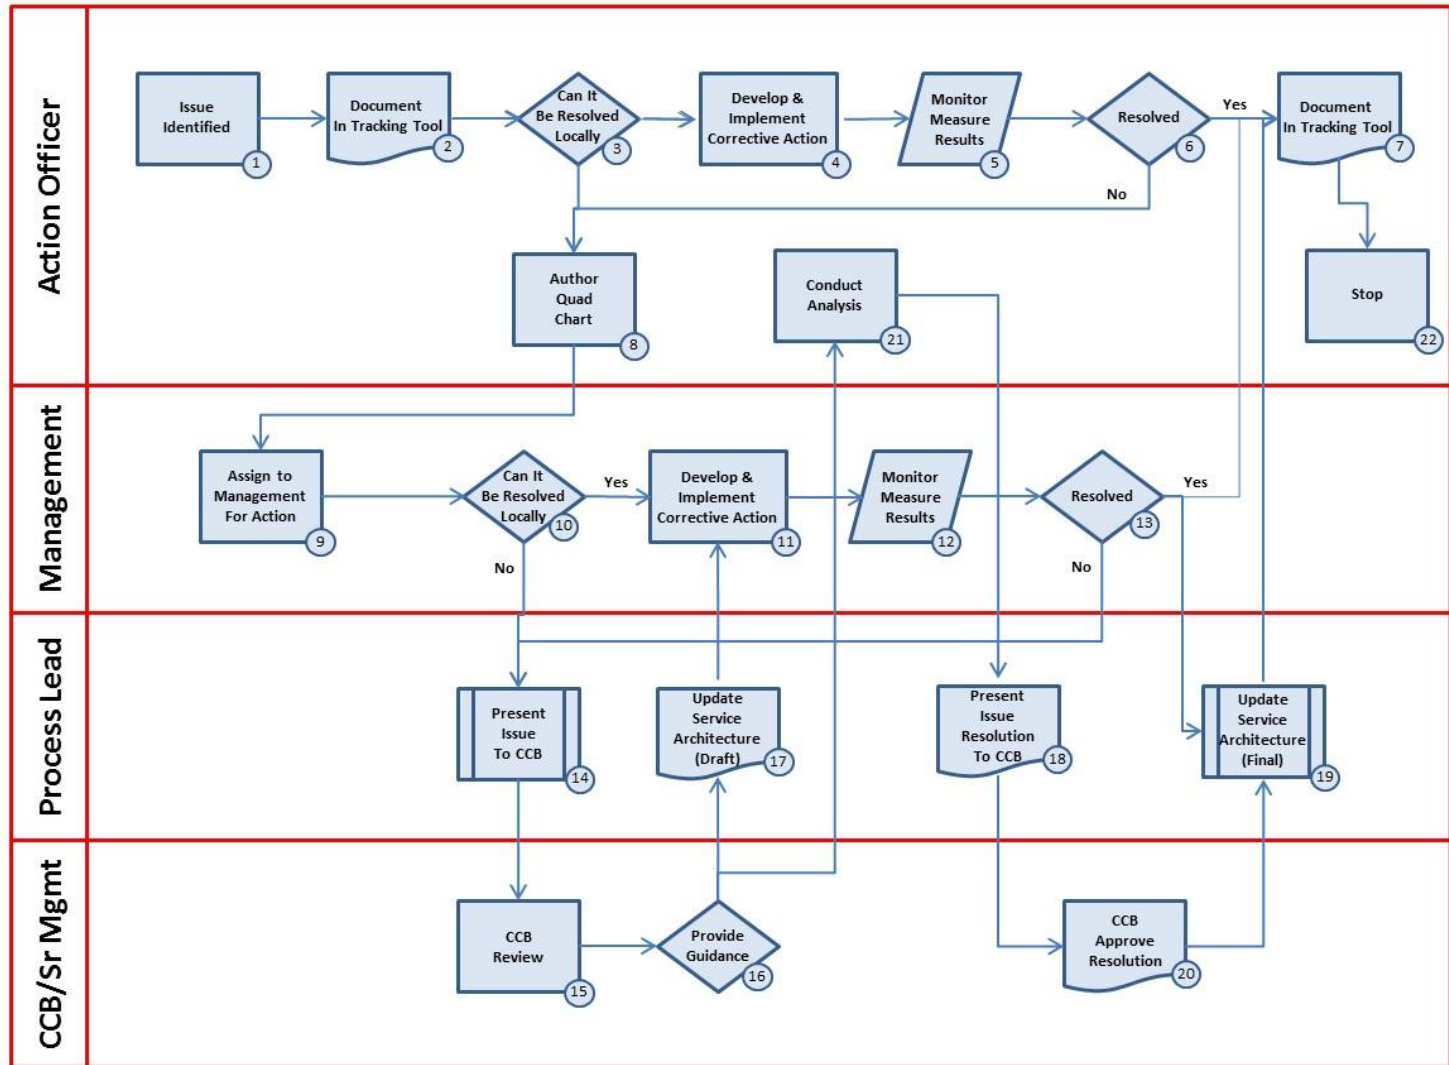 Action Officer
Issue
Identified
1
Document
In Tracking Tool
2
Can It
Be Resolved
Locally
3
Develop &
Implement
Corrective Action
4
Monitor
Measure
Results
5
Resolved
6
Yes
No
Document
In Tracking Tool
7
Author
Quad
Chart
8
Conduct
Analysis
21
Stop
22
Management
Assign to
Management
For Action
9
Can It
Be Resolved
Locally
10
Yes
No
Develop &
Implement
Corrective Action
11
Monitor
Measure
Results
12
Resolved
13
Yes
No
Process Lead
Present
Issue
To CCB
14
Update
Service
Architecture
(Draft)
17
Present
Issue
Resolution
To CCB
18
Update
Service
Architecture
(Final)
19
CCB/Sr Mgmt
CCB
Review
15
Provide
Guidance
16
CCB
Approve
Resolution
20